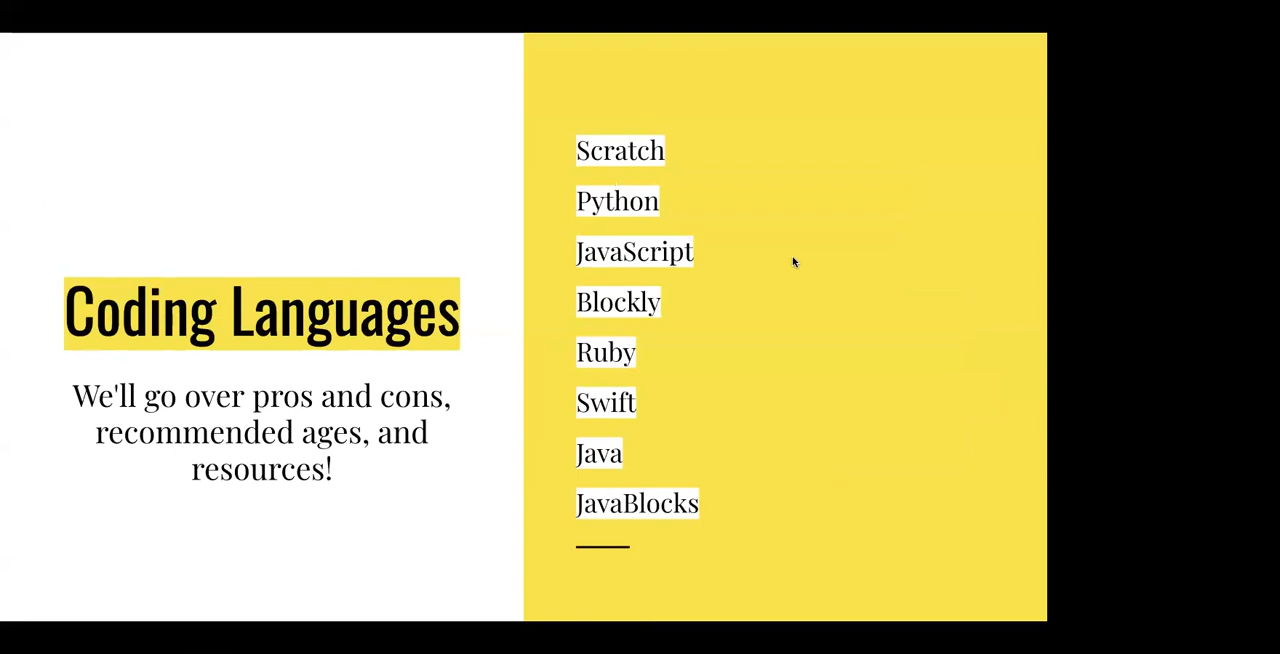 Coding Languages
We'll go over pros and cons,
recommended ages, and
resources!
Scratch
Python
JavaScript
Blockly
Ruby
Swift
Java
JavaBlocks